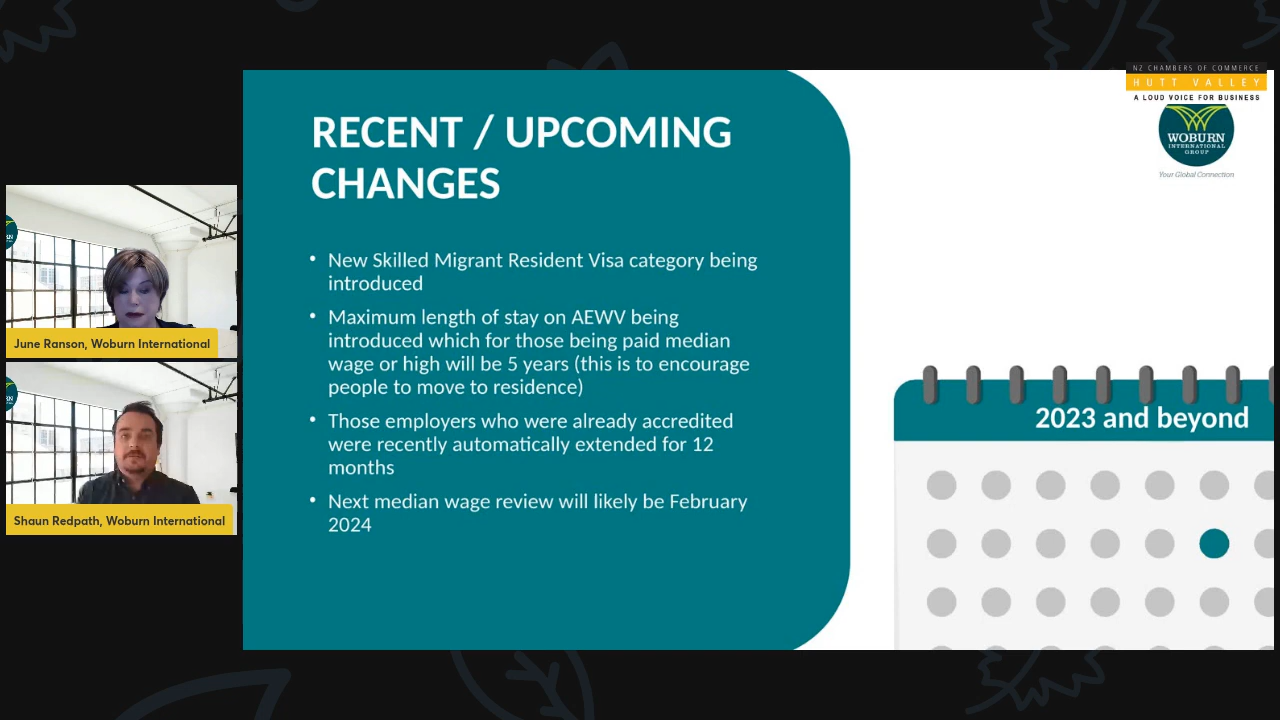 NZ CHAMBERS OF COMMERCE
HUTT VALLEY
A LOUD VOICE FOR BUSINESS
WOBURN
INTERNATIONAL
GROUP
Your Global Connection
RECENT / UPCOMING
CHANGES
• New Skilled Migrant Resident Visa category being
introduced
• Maximum length of stay on AEWV being
introduced which for those being paid median
wage or high will be 5 years (this is to encourage
people to move to residence)
• Those employers who were already accredited
were recently automatically extended for 12
months
• Next median wage review will likely be February
2024
2023 and beyond
June Ranson, Woburn International
Shaun Redpath, Woburn International